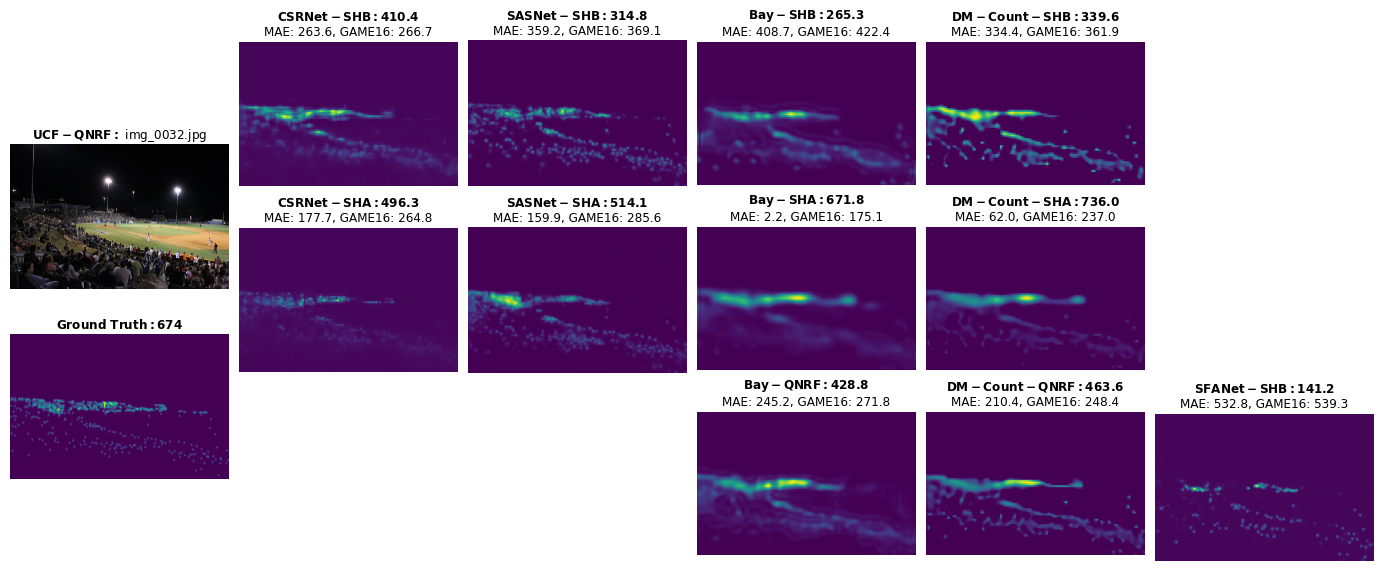 CSRNet-SHB: 410.4
MAE: 263.6, GAME16: 266.7
SASNet-SHB: 314.8
MAE: 359.2, GAME16: 369.1
Bay-SHB: 265.3
MAE: 408.7, GAME16: 422.4
DM-Count-SHB: 339.6
MAE: 334.4, GAME16: 361.9
UCF-QNRF: img_0032.jpg
CSRNet-SHA: 496.3
MAE: 177.7, GAME16: 264.8
SASNet-SHA: 514.1
MAE: 159.9, GAME16: 285.6
Bay-SHA: 671.8
MAE: 2.2, GAME16: 175.1
DM-Count-SHA: 736.0
MAE: 62.0, GAME16: 237.0
Ground Truth: 674
Bay-QNRF: 428.8
MAE: 245.2, GAME16: 271.8
DM-Count-QNRF: 463.6
MAE: 210.4, GAME16: 248.4
SFANet-SHB: 141.2
MAE: 532.8, GAME16: 539.3